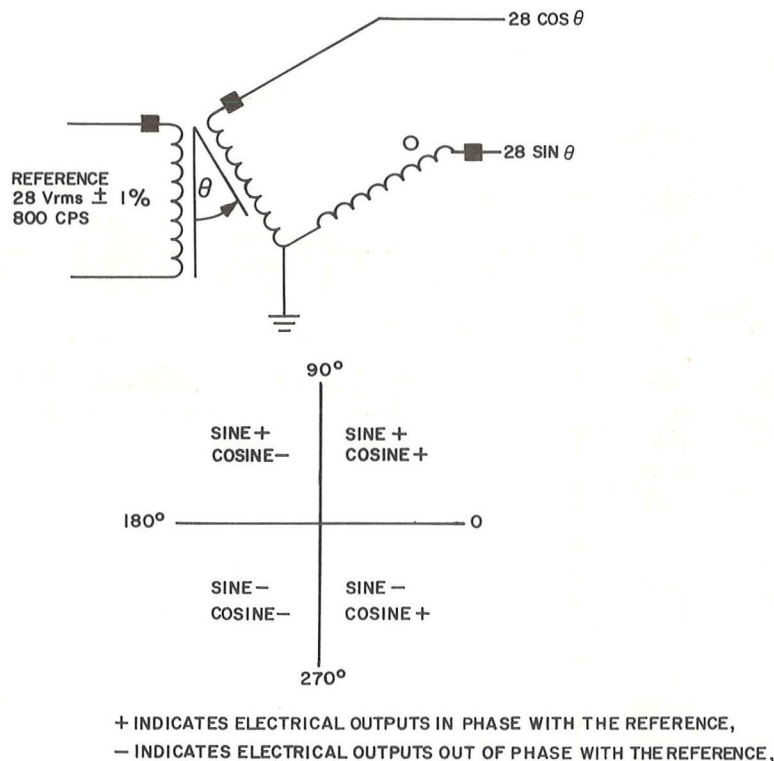 28 COS θ
28 SIN θ
REFERENCE
28 Vrms ± 1%
800 CPS
θ
90°
SINE+
COSINE−
SINE +
COSINE+
180°
0
SINE−
COSINE−
SINE −
COSINE+
270°
+ INDICATES ELECTRICAL OUTPUTS IN PHASE WITH THE REFERENCE,
− INDICATES ELECTRICAL OUTPUTS OUT OF PHASE WITH THE REFERENCE,